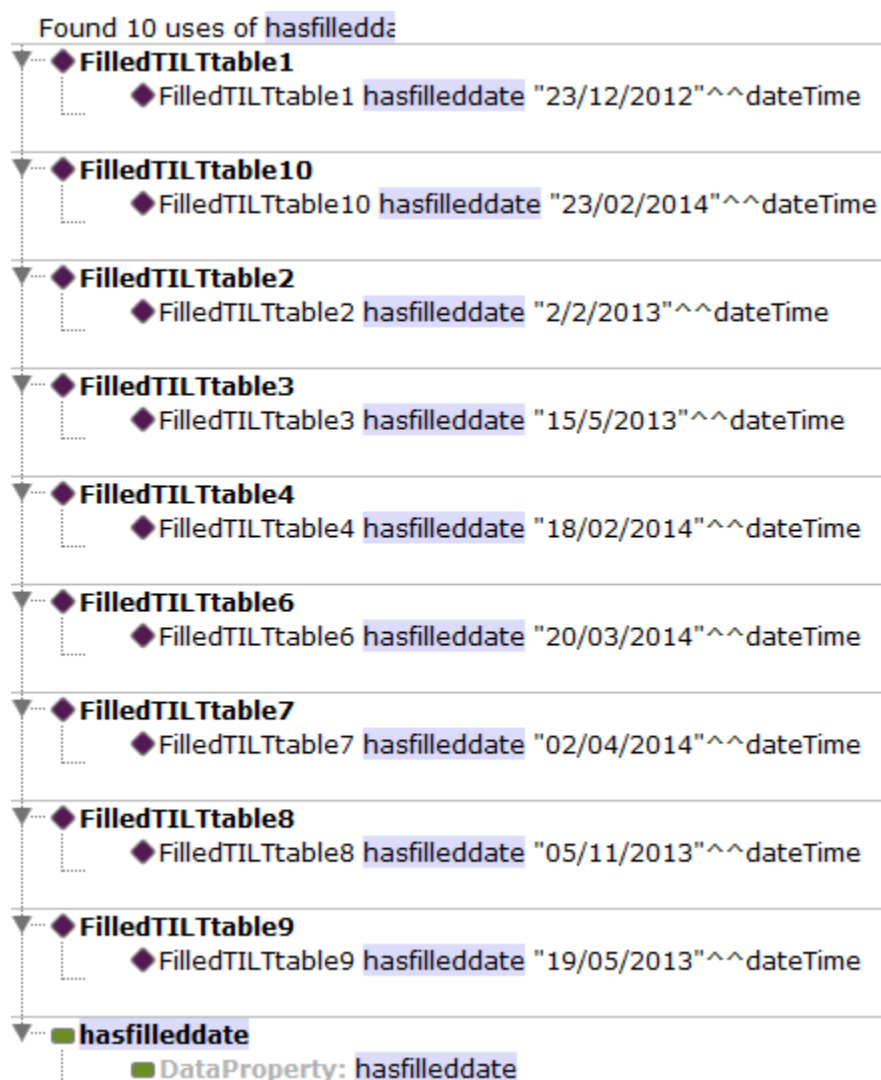 Found 10 uses of hasfilledda
FilledTILTtable1
FilledTILTtable1 hasfilleddate "23/12/2012"^^dateTime
FilledTILTtable10
FilledTILTtable10 hasfilleddate "23/02/2014"^^dateTime
FilledTILTtable2
FilledTILTtable2 hasfilleddate "2/2/2013"^^dateTime
FilledTILTtable3
FilledTILTtable3 hasfilleddate "15/5/2013"^^dateTime
FilledTILTtable4
FilledTILTtable4 hasfilleddate "18/02/2014"^^dateTime
FilledTILTtable6
FilledTILTtable6 hasfilleddate "20/03/2014"^^dateTime
FilledTILTtable7
FilledTILTtable7 hasfilleddate "02/04/2014"^^dateTime
FilledTILTtable8
FilledTILTtable8 hasfilleddate "05/11/2013"^^dateTime
FilledTILTtable9
FilledTILTtable9 hasfilleddate "19/05/2013"^^dateTime
hasfilleddate
DataProperty: hasfilleddate